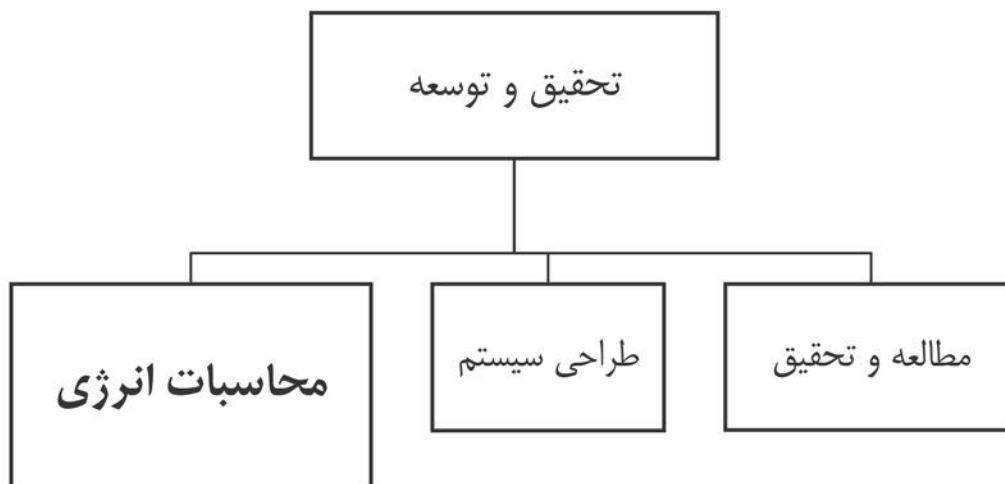 تحقیق و توسعه
مطالعه و تحقیق
طراحی سیستم
محاسبات انرژی